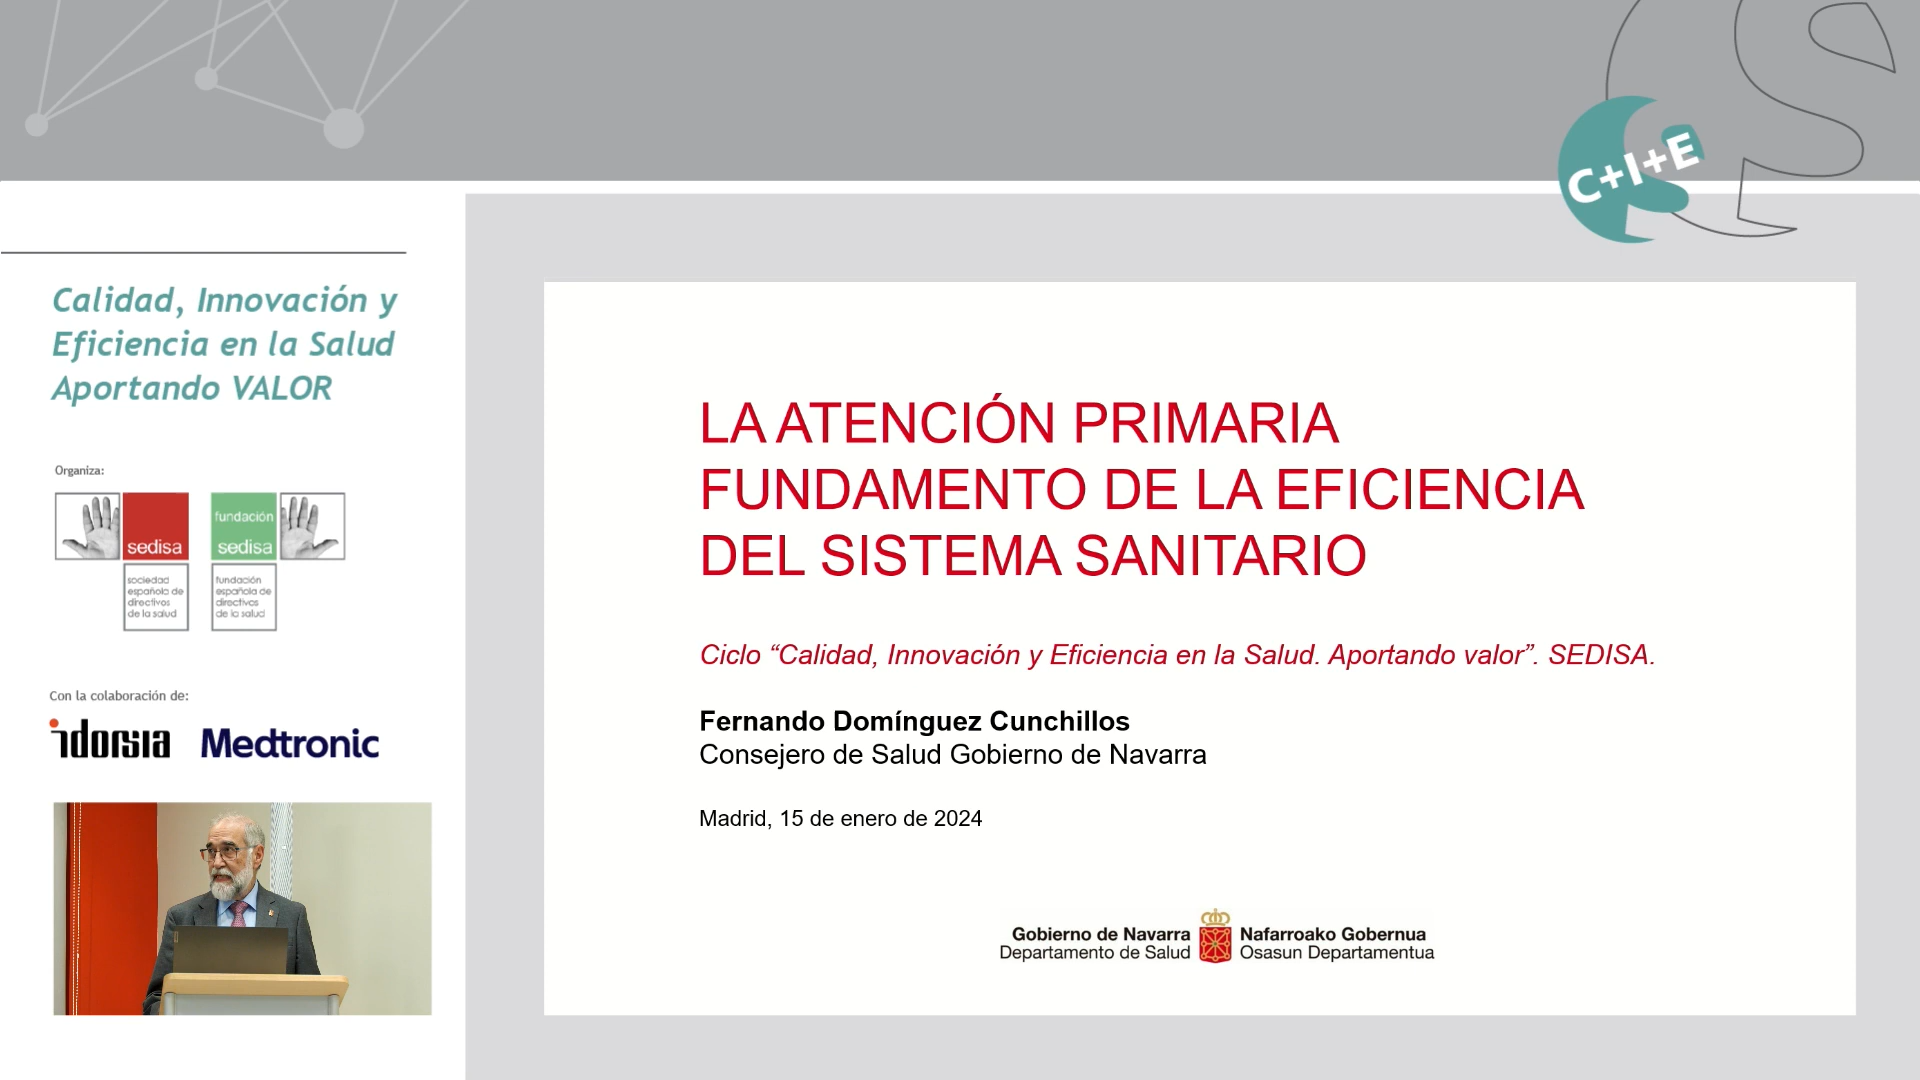 C+I+E
Calidad, Innovación y
Eficiencia en la Salud
Aportando VALOR
Organiza:
sedisa
sociedad
española de
directivos
de la salud
fundación
sedisa
fundación
española de
directivos
de la salud
Con la colaboración de:
idorsia
Medtronic
LA ATENCIÓN PRIMARIA
FUNDAMENTO DE LA EFICIENCIA
DEL SISTEMA SANITARIO
Ciclo “Calidad, Innovación y Eficiencia en la Salud. Aportando valor”. SEDISA.
Fernando Domínguez Cunchillos
Consejero de Salud Gobierno de Navarra
Madrid, 15 de enero de 2024
Gobierno de Navarra
Departamento de Salud
Nafarroako Gobernua
Osasun Departamentua